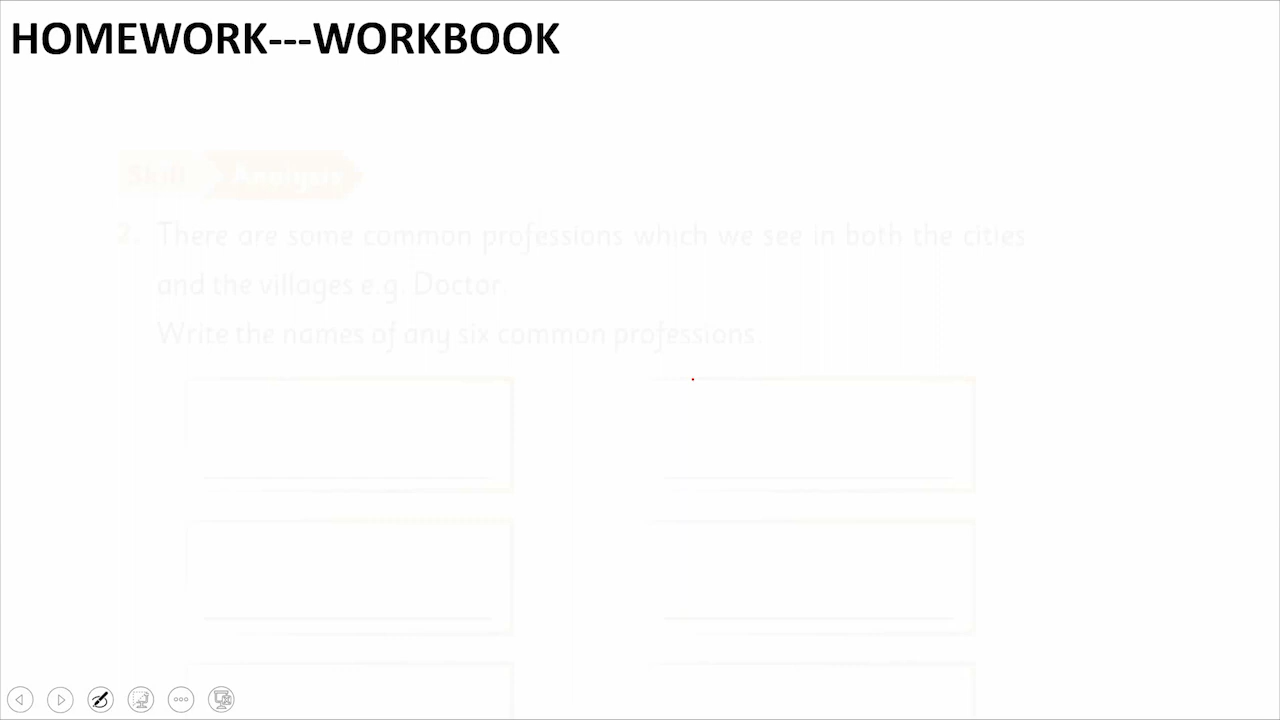 HOMEWORK---WORKBOOK
Skill Analysis
2. There are some common professions which we see in both the cities
and the villages e.g. Doctor.
Write the names of any six common professions